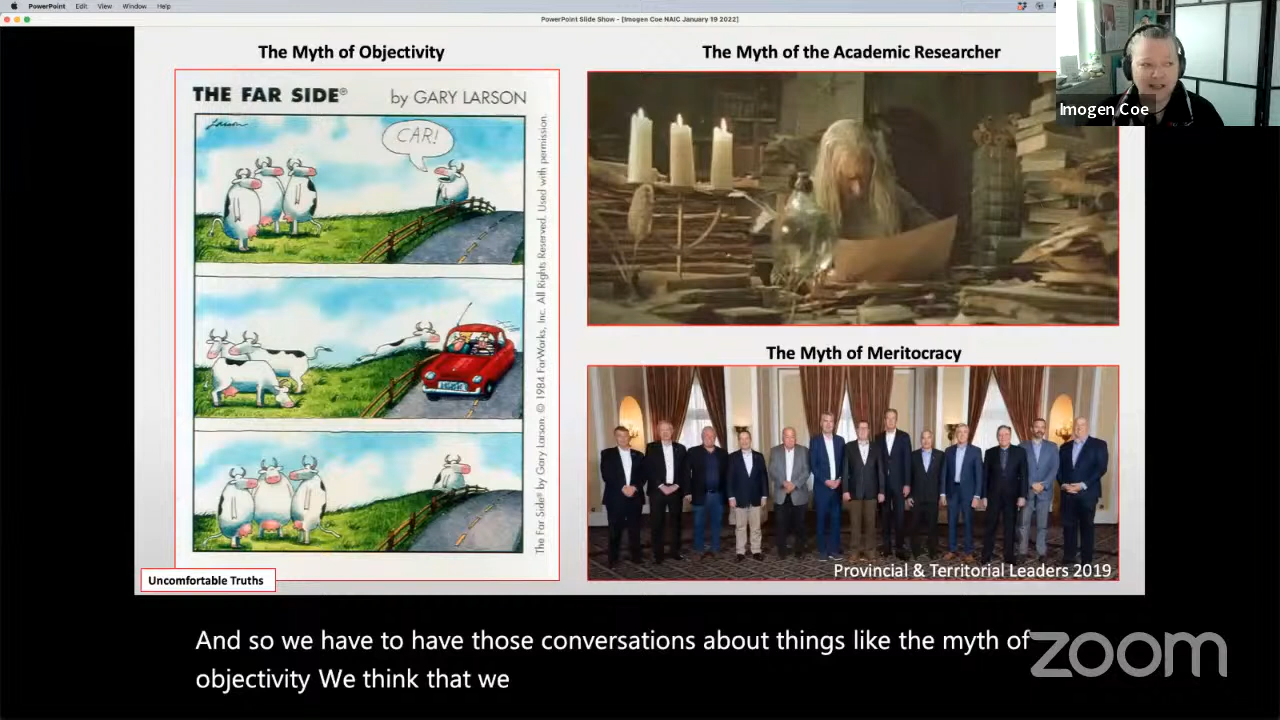 PowerPoint Edit View Window Help
PowerPoint Slide Show - [Imogen Coe NAIC January 19 2022]
The Myth of Objectivity
THE FAR SIDE® by GARY LARSON
Larson
CAR!
The Far Side® by Gary Larson. © 1984 FarWorks, Inc. All Rights Reserved. Used with permission.
Uncomfortable Truths
The Myth of the Academic Researcher
The Myth of Meritocracy
Provincial & Territorial Leaders 2019
Imogen Coe
And so we have to have those conversations about things like the myth of
objectivity We think that we
zoom